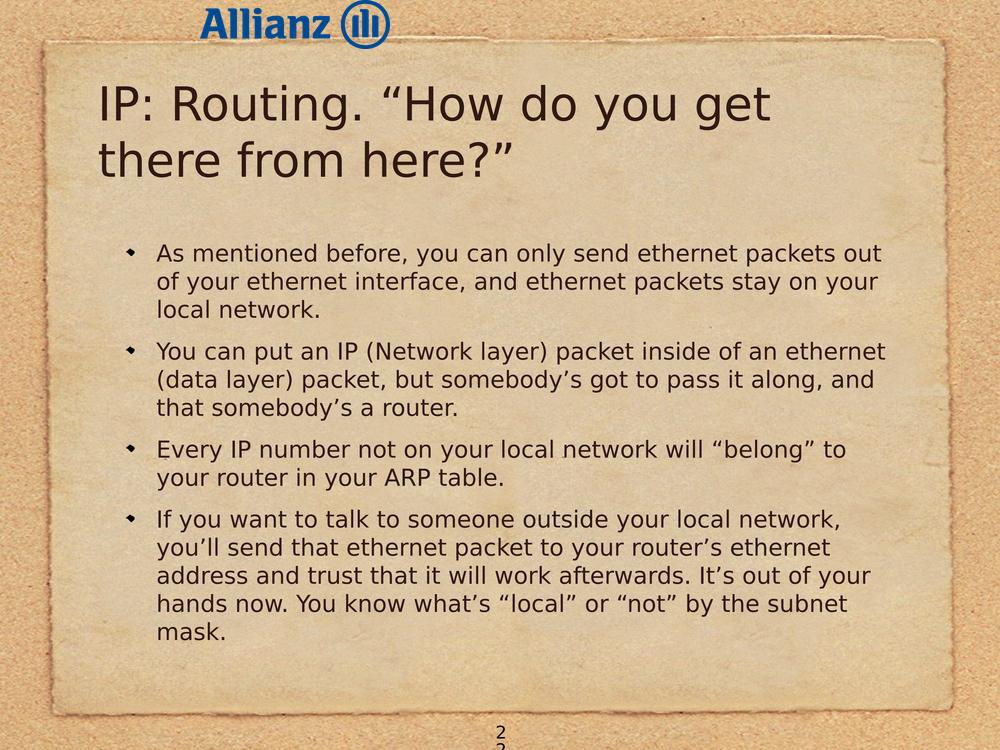 Allianz
IP: Routing. “How do you get
there from here?”
As mentioned before, you can only send ethernet packets out
of your ethernet interface, and ethernet packets stay on your
local network.
You can put an IP (Network layer) packet inside of an ethernet
(data layer) packet, but somebody’s got to pass it along, and
that somebody’s a router.
Every IP number not on your local network will “belong” to
your router in your ARP table.
If you want to talk to someone outside your local network,
you’ll send that ethernet packet to your router’s ethernet
address and trust that it will work afterwards. It’s out of your
hands now. You know what’s “local” or “not” by the subnet
mask.
2
2